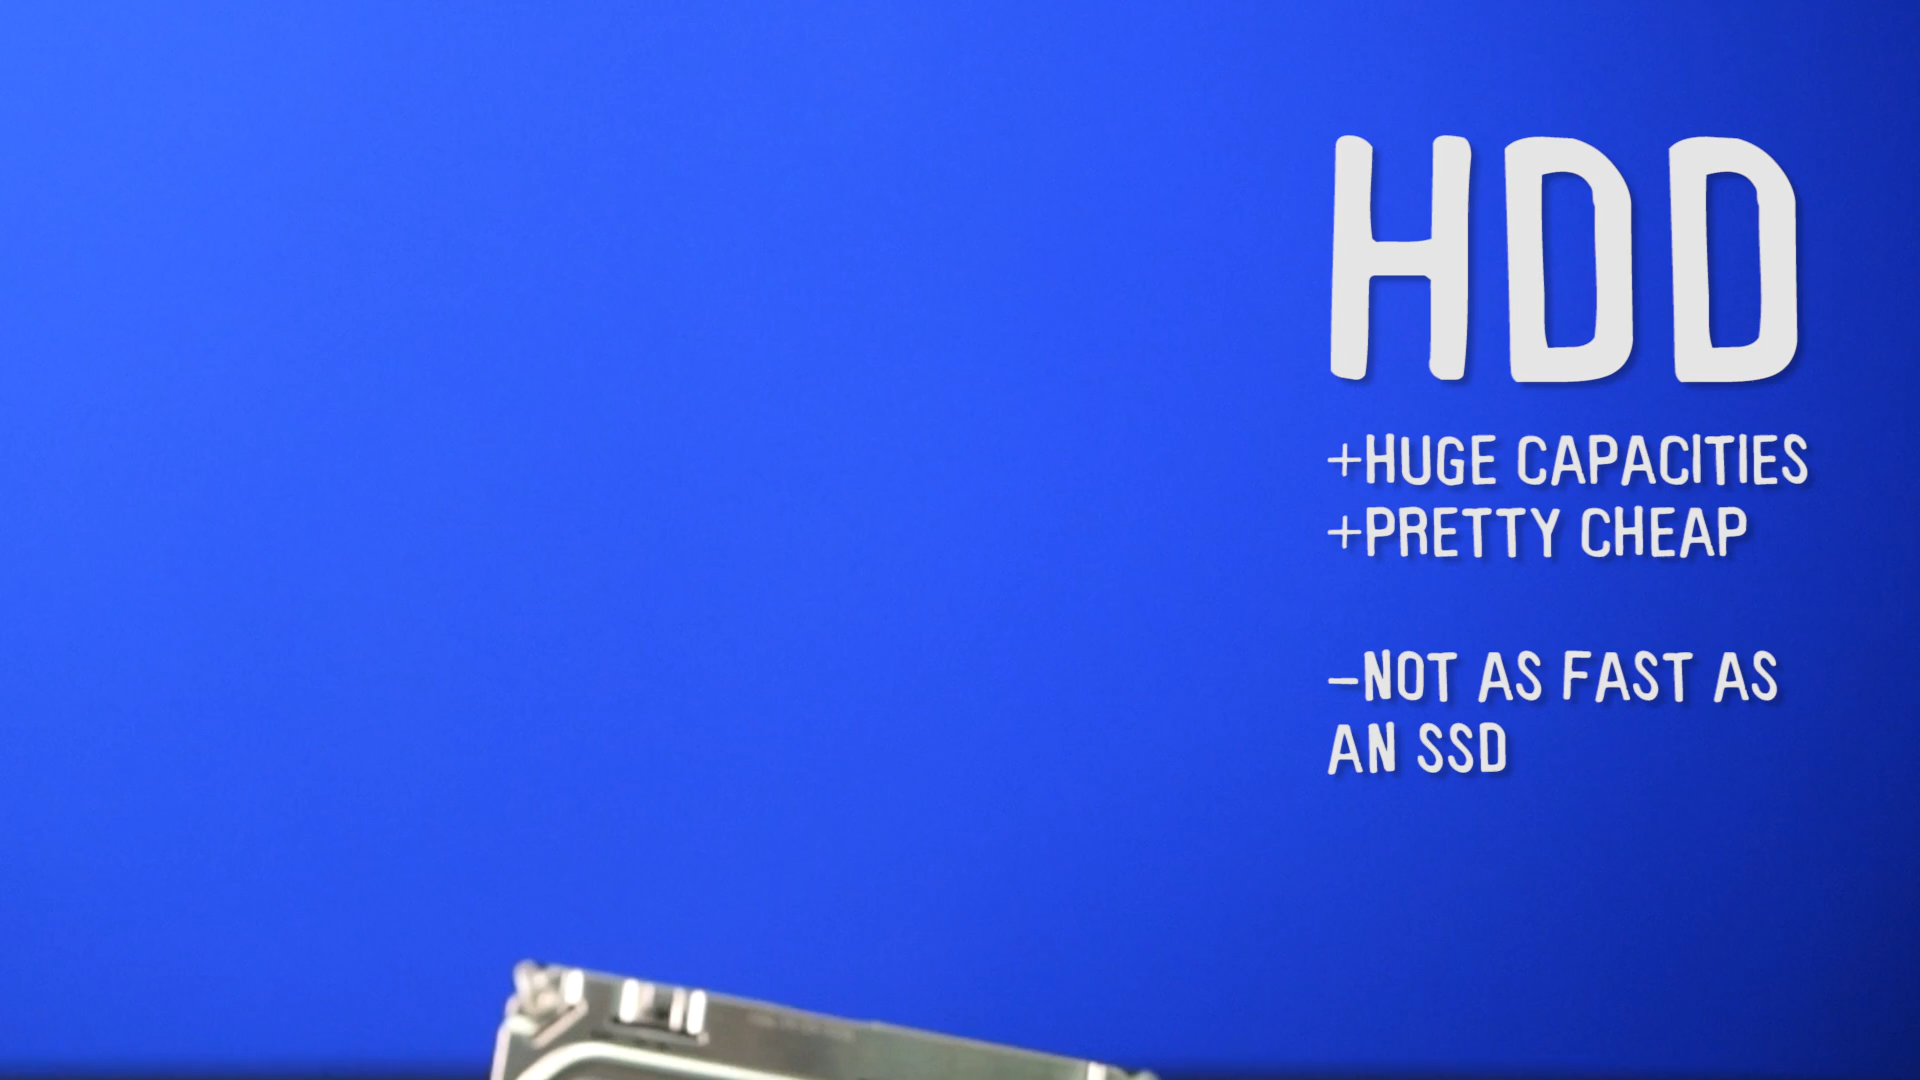 HDD
+HUGE CAPACITIES
+PRETTY CHEAP
-NOT AS FAST AS
AN SSD